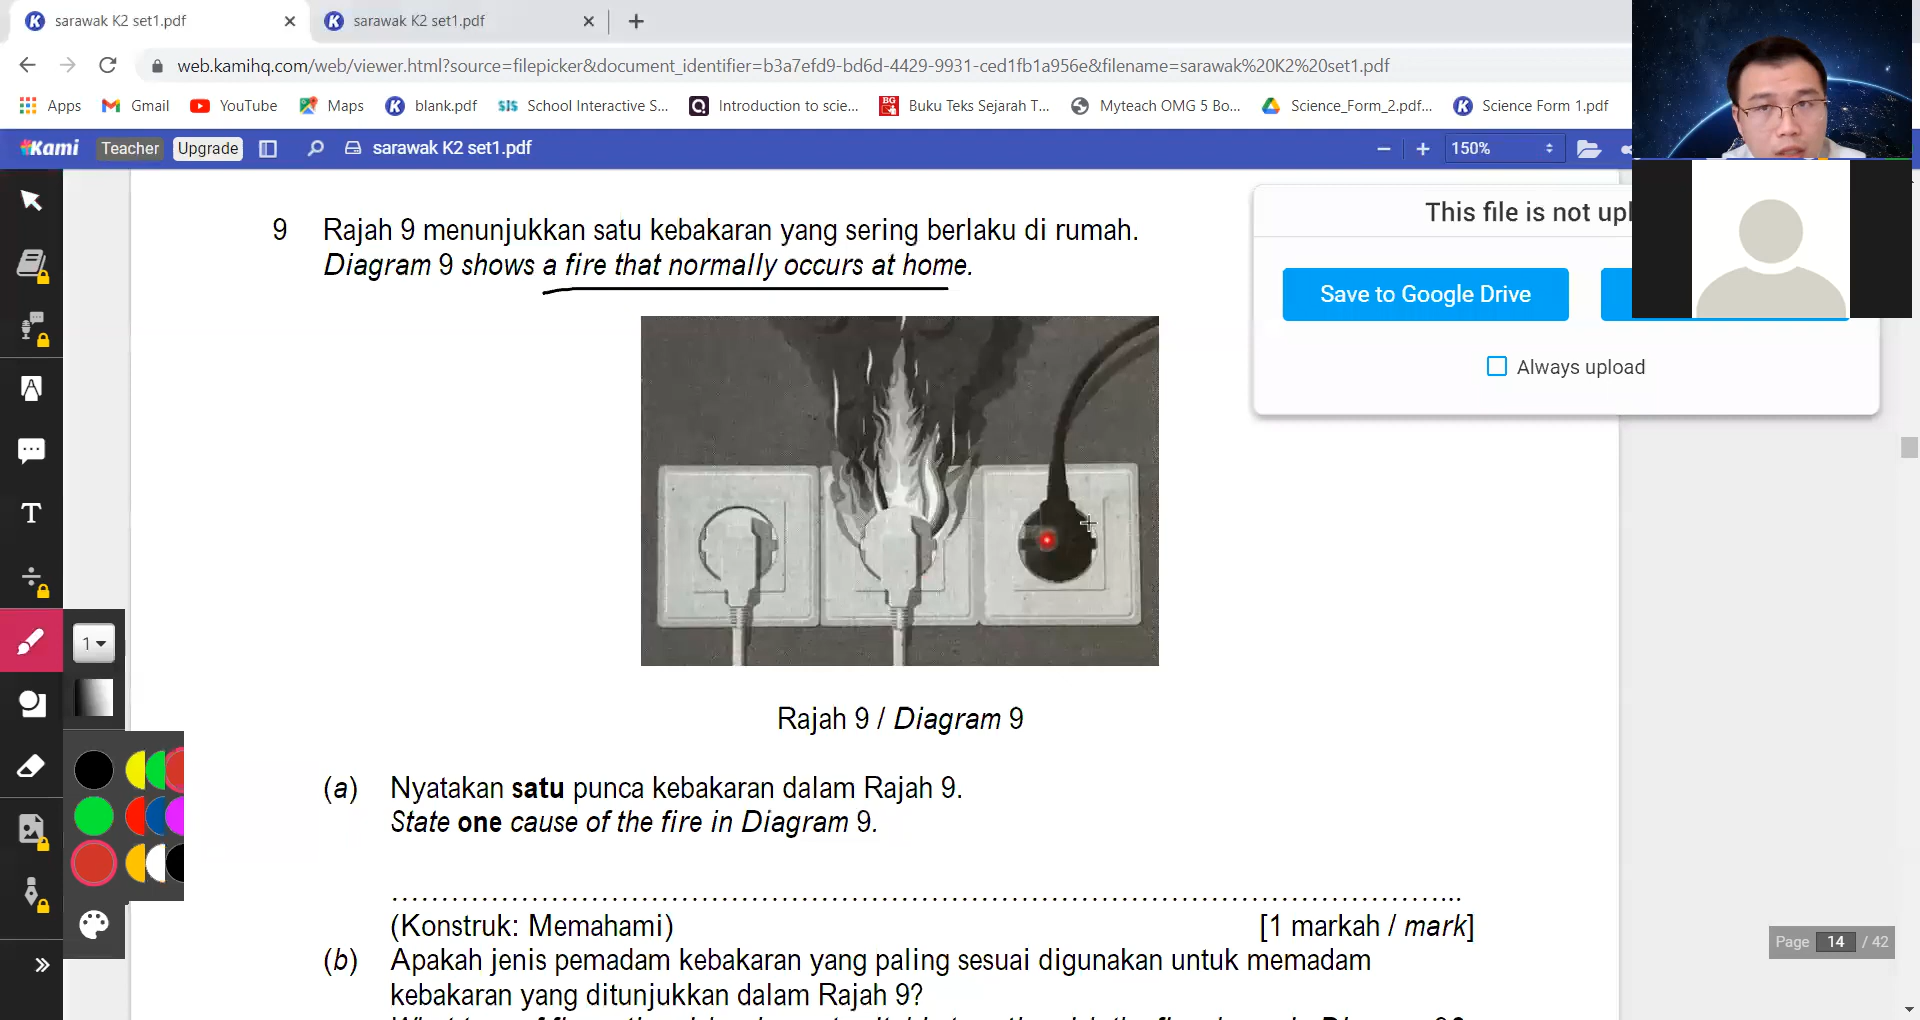 sarawak K2 set1.pdf
sarawak K2 set1.pdf
web.kamihq.com/web/viewer.html?source=filepicker&document_identifier=b3a7efd9-bd6d-4429-9931-ced1fb1a956e&filename=sarawak%20K2%20set1.pdf
Apps Gmail YouTube Maps blank.pdf SIS School Interactive S... Introduction to scie... BG Buku Teks Sejarah T... Myteach OMG 5 Bo... Science_Form_2.pdf... Science Form 1.pdf
Kami Teacher Upgrade sarawak K2 set1.pdf 150%
This file is not upl
Save to Google Drive
Always upload
9 Rajah 9 menunjukkan satu kebakaran yang sering berlaku di rumah.
Diagram 9 shows a fire that normally occurs at home.
1
Rajah 9 / Diagram 9
(a) Nyatakan satu punca kebakaran dalam Rajah 9.
State one cause of the fire in Diagram 9.
(Konstruk: Memahami) [1 markah / mark]
(b) Apakah jenis pemadam kebakaran yang paling sesuai digunakan untuk memadam
kebakaran yang ditunjukkan dalam Rajah 9?
Page 14 / 42